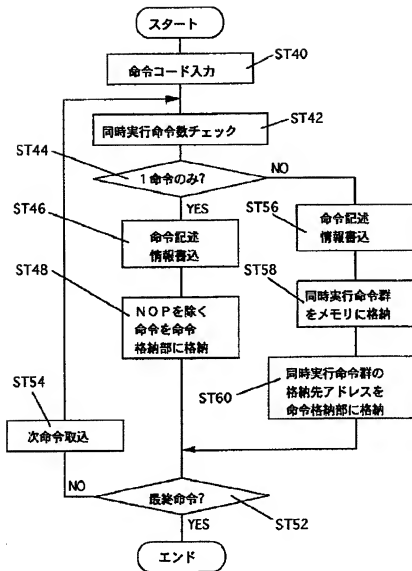 スタート
ST40
命令コード入力
ST42
同時実行命令数チェック
ST44
1命令のみ?
NO
YES
ST46
命令記述
情報書込
ST56
命令記述
情報書込
ST48
NOPを除く
命令を命令
格納部に格納
ST58
同時実行命令群
をメモリに格納
ST60
同時実行命令群の
格納先アドレスを
命令格納部に格納
ST54
次命令取込
NO
最終命令?
ST52
YES
エンド